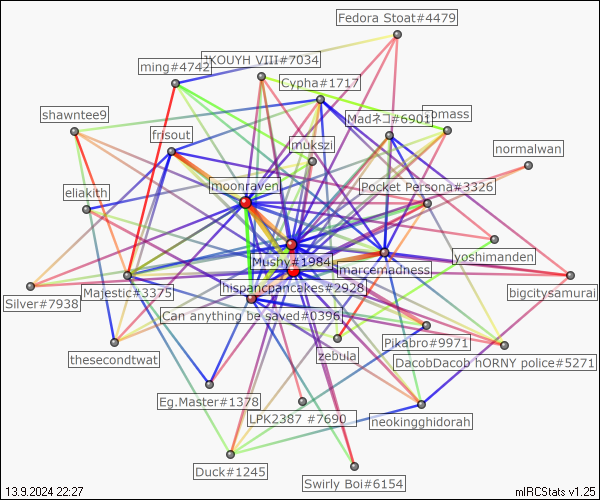 Fedora Stoat#4479
JKOUYH VIII#7034
ming#4742
Cypha#1717
shawntee9
Madネコ#6901
omass
frisout
mukszi
normalwan
moonraven
Pocket Persona#3326
eliakith
Mushy#1984
yoshimanden
marcemadness
Silver#7938
Majestic#3375
hispancpancakes#2928
bigcitysamurai
Can anything be saved#0396
thesecondtwat
zebula
Pikabro#9971
DacobDacob hORNY police#5271
Eg.Master#1378
LPK2387 #7690
neokingghidorah
Duck#1245
Swirly Boi#6154
13.9.2024 22:27
mIRCStats v1.25